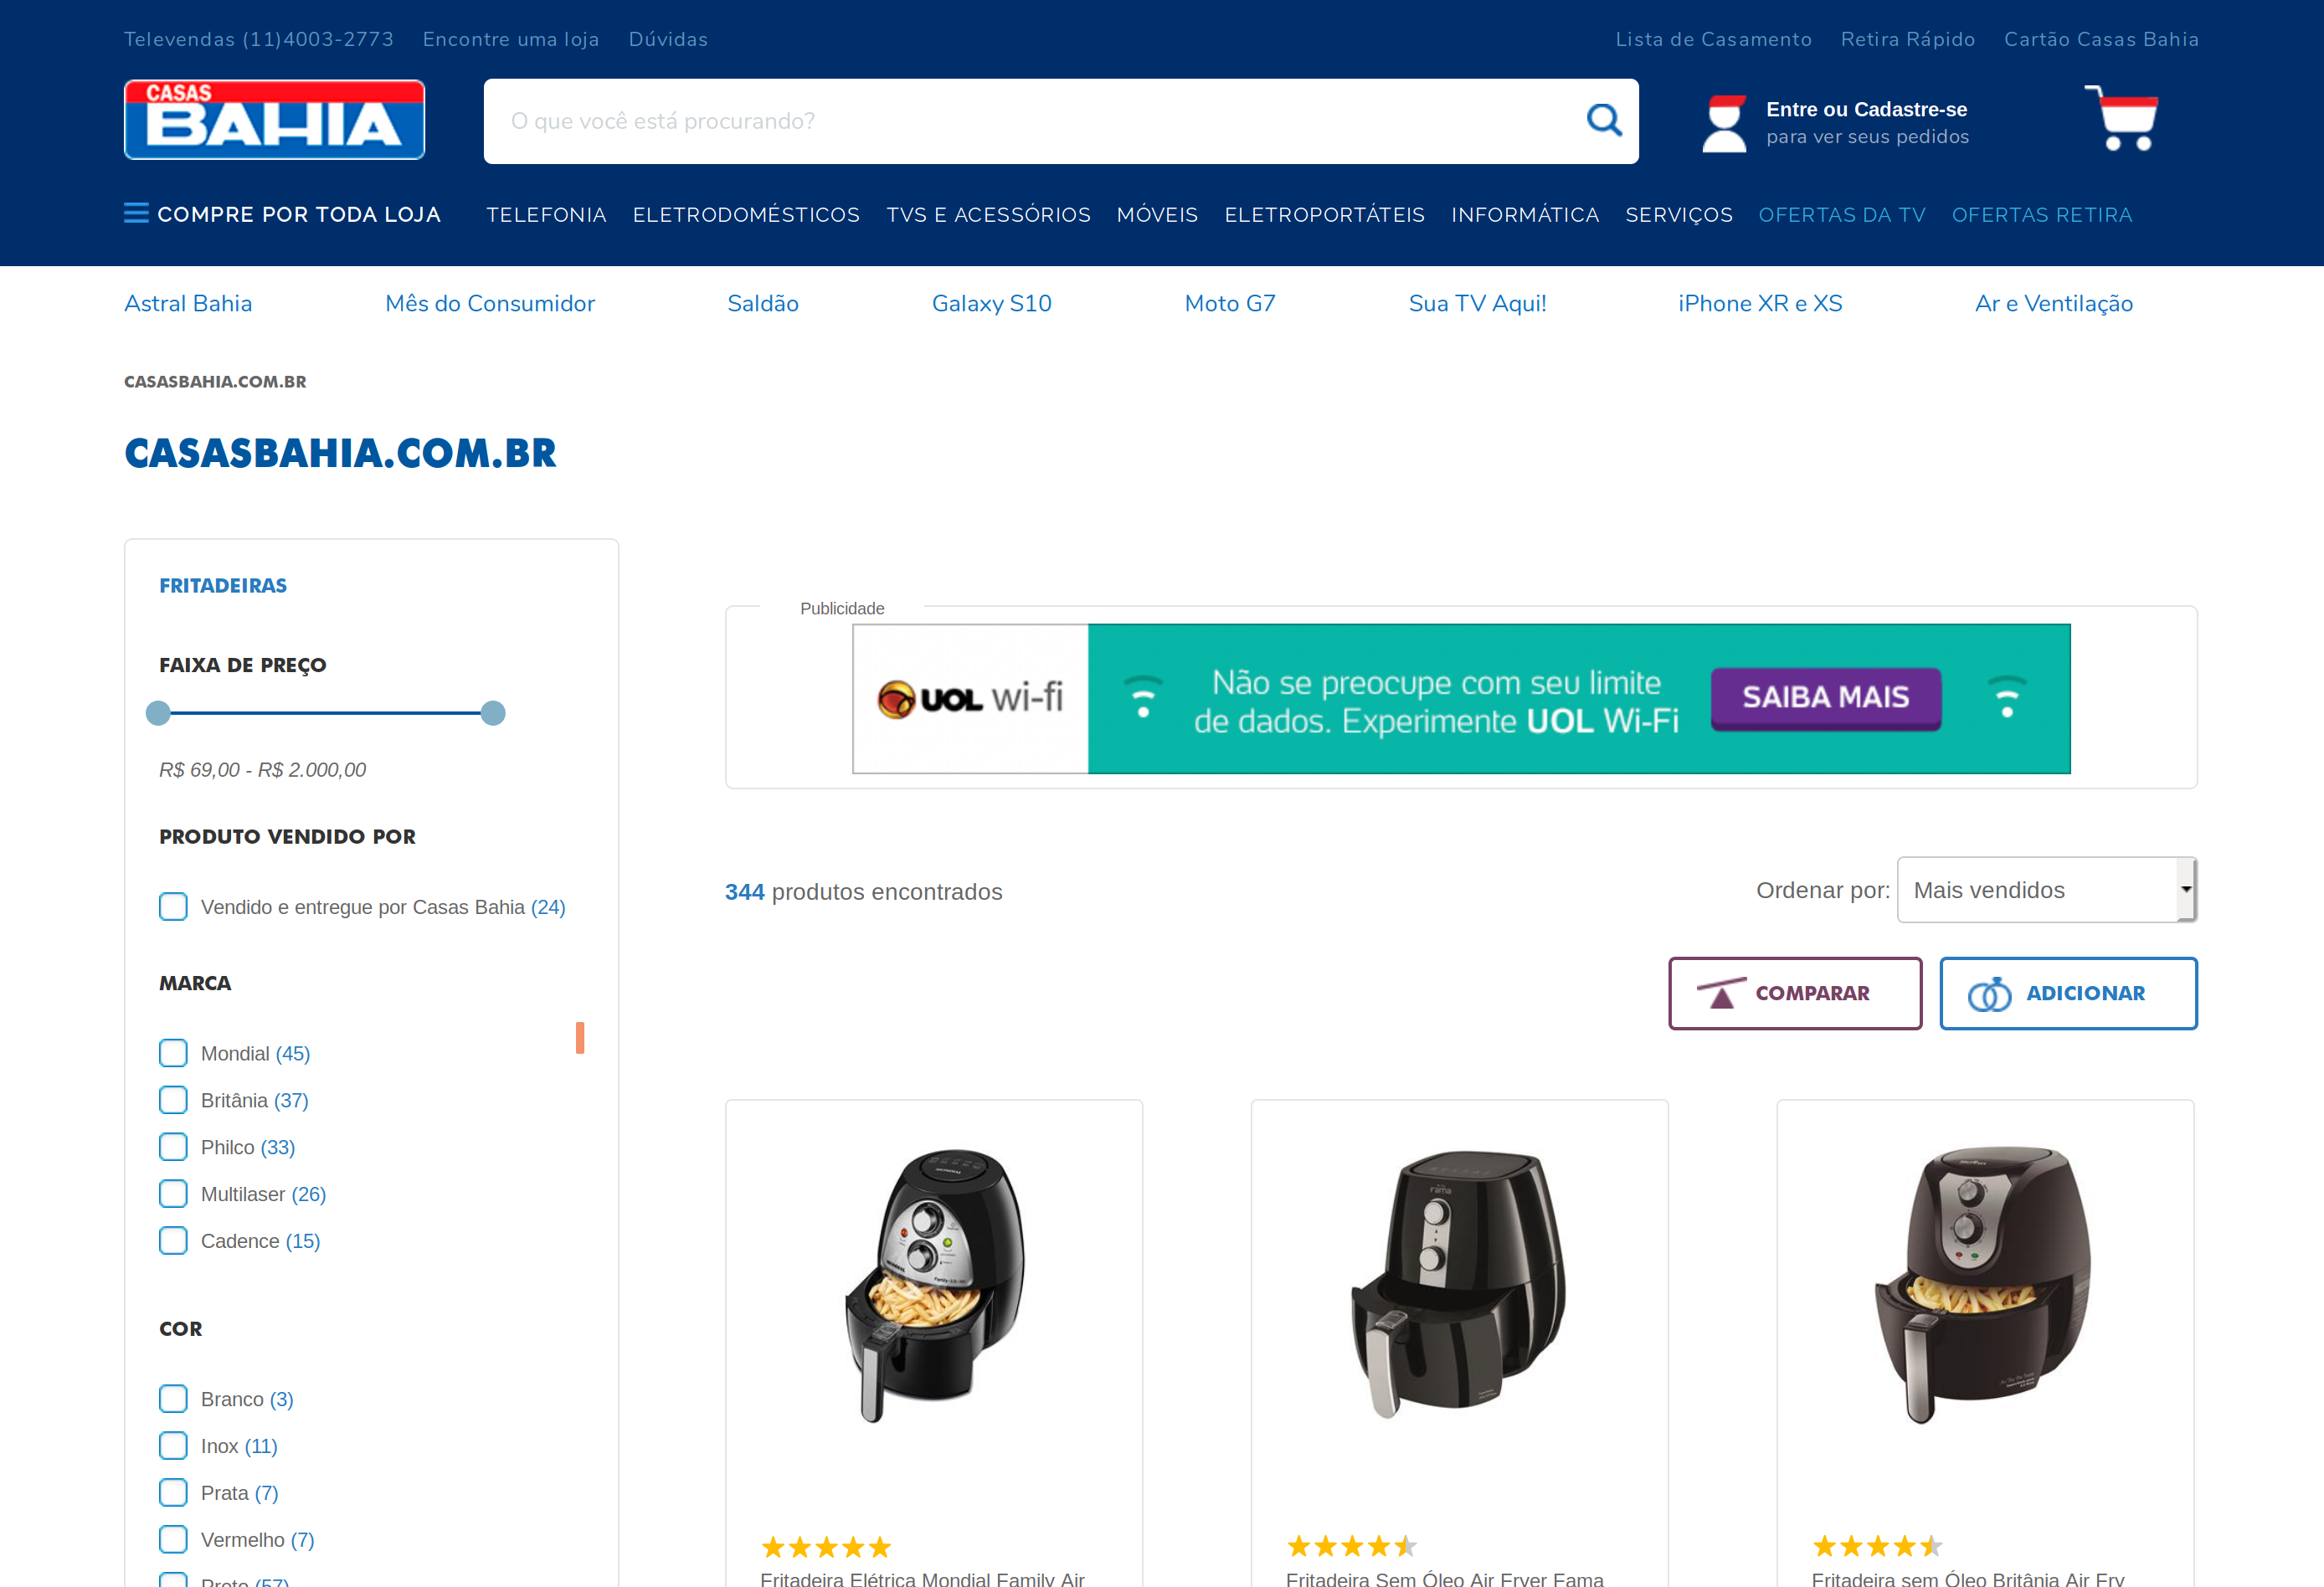 Televendas (11)4003-2773 Encontre uma loja Dúvidas Lista de Casamento Retira Rápido Cartão Casas Bahia
CASAS
BAHIA
O que você está procurando?
Entre ou Cadastre-se
para ver seus pedidos
COMPRE POR TODA LOJA TELEFONIA ELETRODOMÉSTICOS TVS E ACESSÓRIOS MÓVEIS ELETROPORTÁTEIS INFORMÁTICA SERVIÇOS OFERTAS DA TV OFERTAS RETIRA
Astral Bahia Mês do Consumidor Saldão Galaxy S10 Moto G7 Sua TV Aqui! iPhone XR e XS Ar e Ventilação
CASASBAHIA.COM.BR
CASASBAHIA.COM.BR
FRITADEIRAS
FAIXA DE PREÇO
R$ 69,00 - R$ 2.000,00
PRODUTO VENDIDO POR
Vendido e entregue por Casas Bahia (24)
MARCA
Mondial (45)
Britânia (37)
Philco (33)
Multilaser (26)
Cadence (15)
COR
Branco (3)
Inox (11)
Prata (7)
Vermelho (7)
Preto (57)
Publicidade
UOL wi-fi
Não se preocupe com seu limite
de dados. Experimente UOL Wi-Fi
SAIBA MAIS
344 produtos encontrados
Ordenar por: Mais vendidos
COMPARAR
ADICIONAR
Fama
Fritadeira Elétrica Mondial Family Air
Fritadeira Sem Óleo Air Fryer Fama
Fritadeira sem Óleo Britânia Air Fry